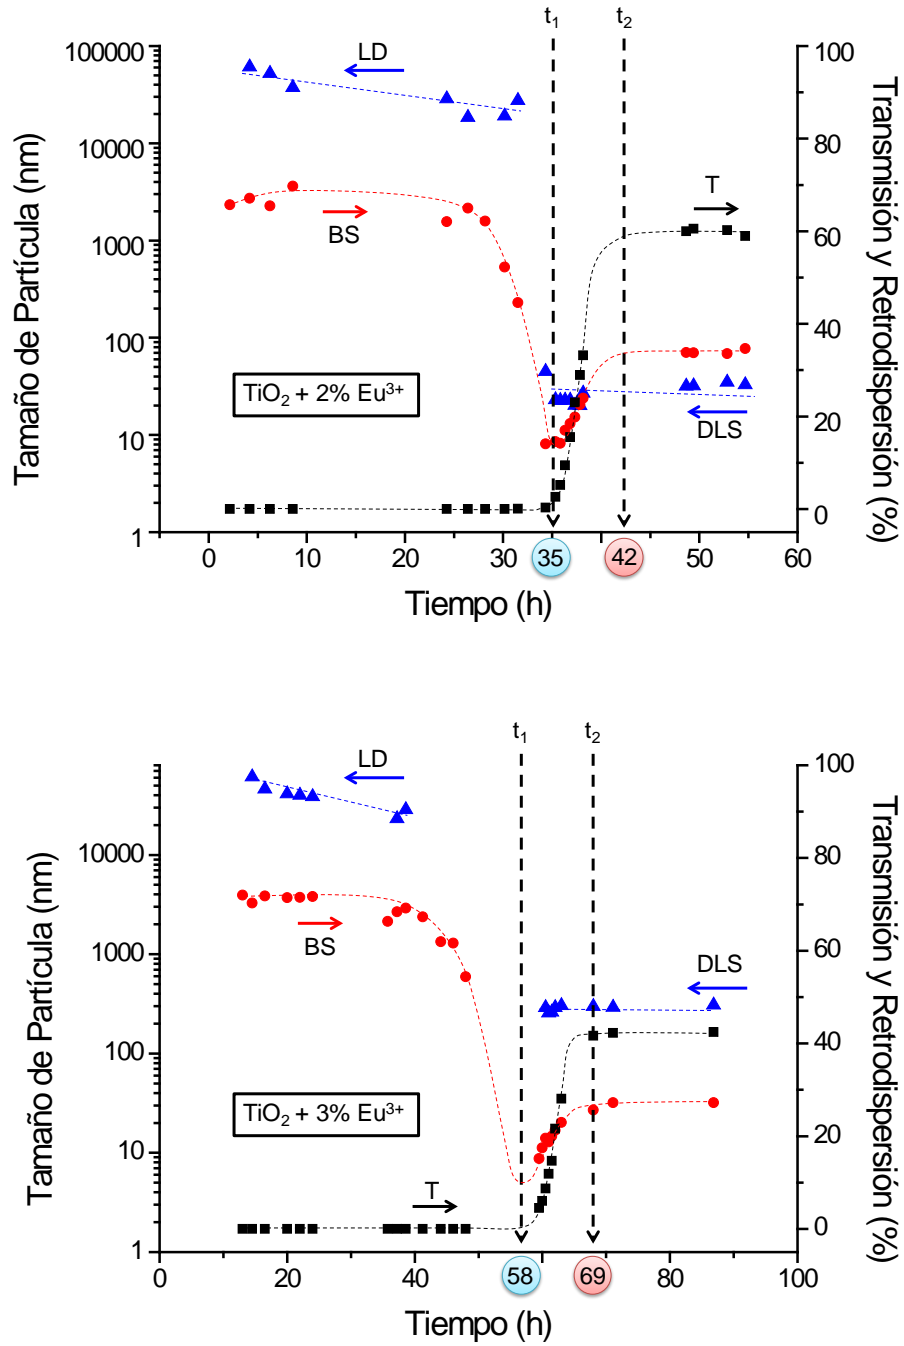 t1 t2
100000
10000
1000
100
10
1
Tamaño de Partícula (nm)
LD
BS
T
DLS
TiO2 + 2% Eu3+
100
80
60
40
20
0
Transmisión y Retrodispersión (%)
0 10 20 30 35 42 50 60
Tiempo (h)
t1 t2
10000
1000
100
10
1
Tamaño de Partícula (nm)
LD
BS
DLS
TiO2 + 3% Eu3+
T
100
80
60
40
20
0
Transmisión y Retrodispersión (%)
0 20 40 58 69 80 100
Tiempo (h)